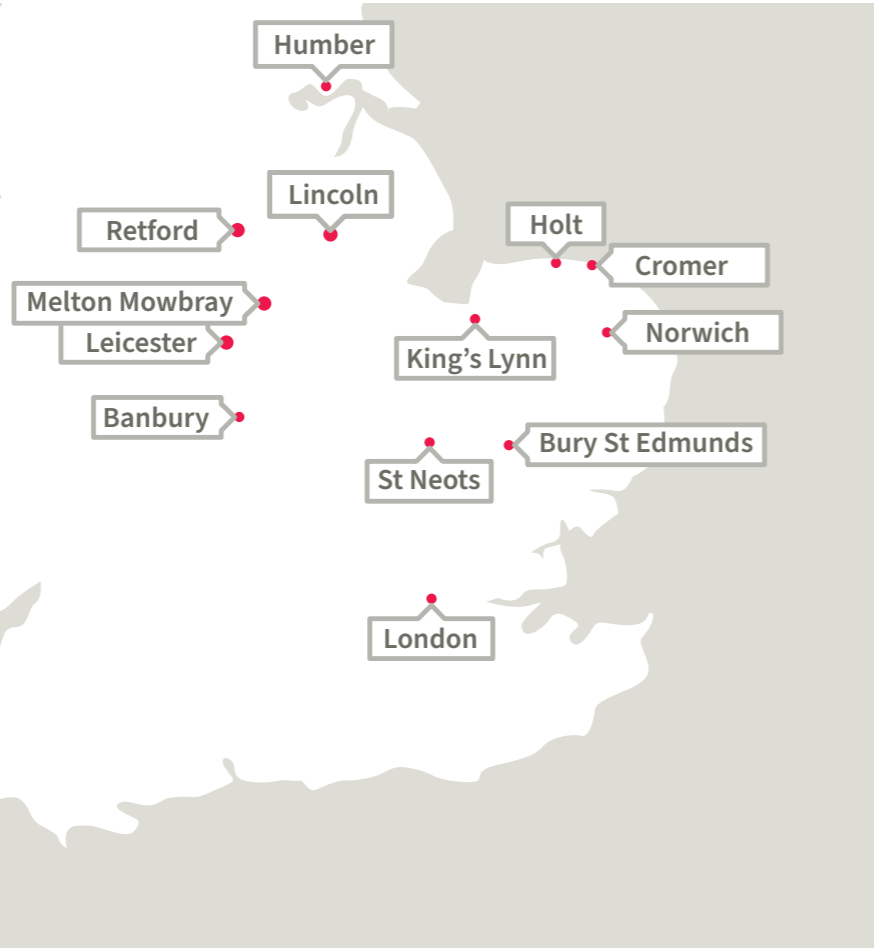 Humber
Lincoln
Retford
Holt
Cromer
Melton Mowbray
Norwich
Leicester
King’s Lynn
Banbury
Bury St Edmunds
St Neots
London